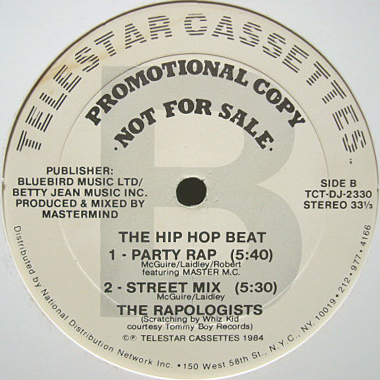 TELESTAR CASSETTES
PROMOTIONAL COPY
·NOT FOR SALE·
B
PUBLISHER:
BLUEBIRD MUSIC LTD/
BETTY JEAN MUSIC INC.
PRODUCED & MIXED BY
MASTERMIND
SIDE B
TCT-DJ-2330
STEREO 33⅓
THE HIP HOP BEAT
1 - PARTY RAP (5:40)
McGuire/Laidley/Robert
featuring MASTER M.C.
2 - STREET MIX (5:30)
McGuire/Laidley
THE RAPOLOGISTS
(Scratching by Whiz Kid
courtesy Tommy Boy Records)
©℗ TELESTAR CASSETTES 1984
Distributed by National Distribution Network Inc. • 150 West 58th St., N.Y.C., N.Y. 10019 • 212 • 977 • 4166